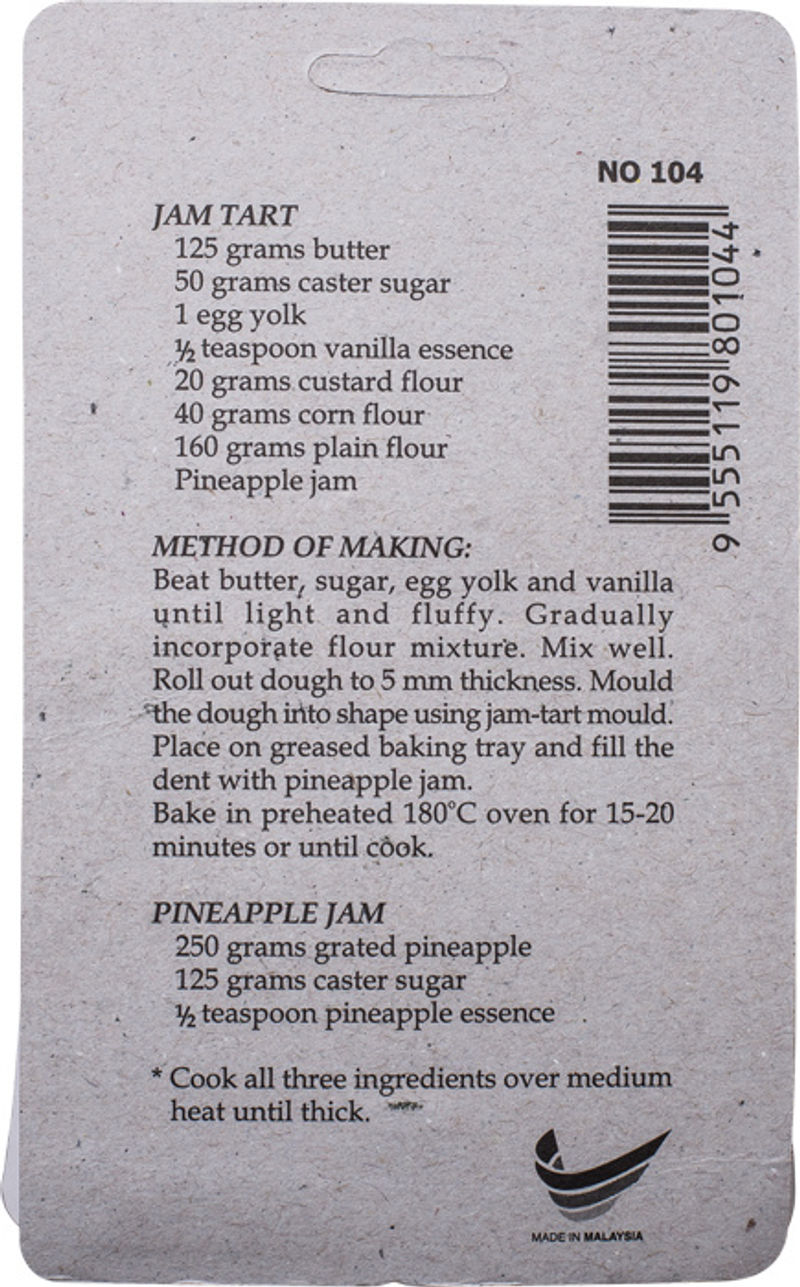 NO 104
9 555119 801044
JAM TART
125 grams butter
50 grams caster sugar
1 egg yolk
½ teaspoon vanilla essence
20 grams custard flour
40 grams corn flour
160 grams plain flour
Pineapple jam
METHOD OF MAKING:
Beat butter, sugar, egg yolk and vanilla
until light and fluffy. Gradually
incorporate flour mixture. Mix well.
Roll out dough to 5 mm thickness. Mould
the dough into shape using jam-tart mould.
Place on greased baking tray and fill the
dent with pineapple jam.
Bake in preheated 180°C oven for 15-20
minutes or until cook.
PINEAPPLE JAM
250 grams grated pineapple
125 grams caster sugar
½ teaspoon pineapple essence
* Cook all three ingredients over medium
heat until thick.
MADE IN MALAYSIA